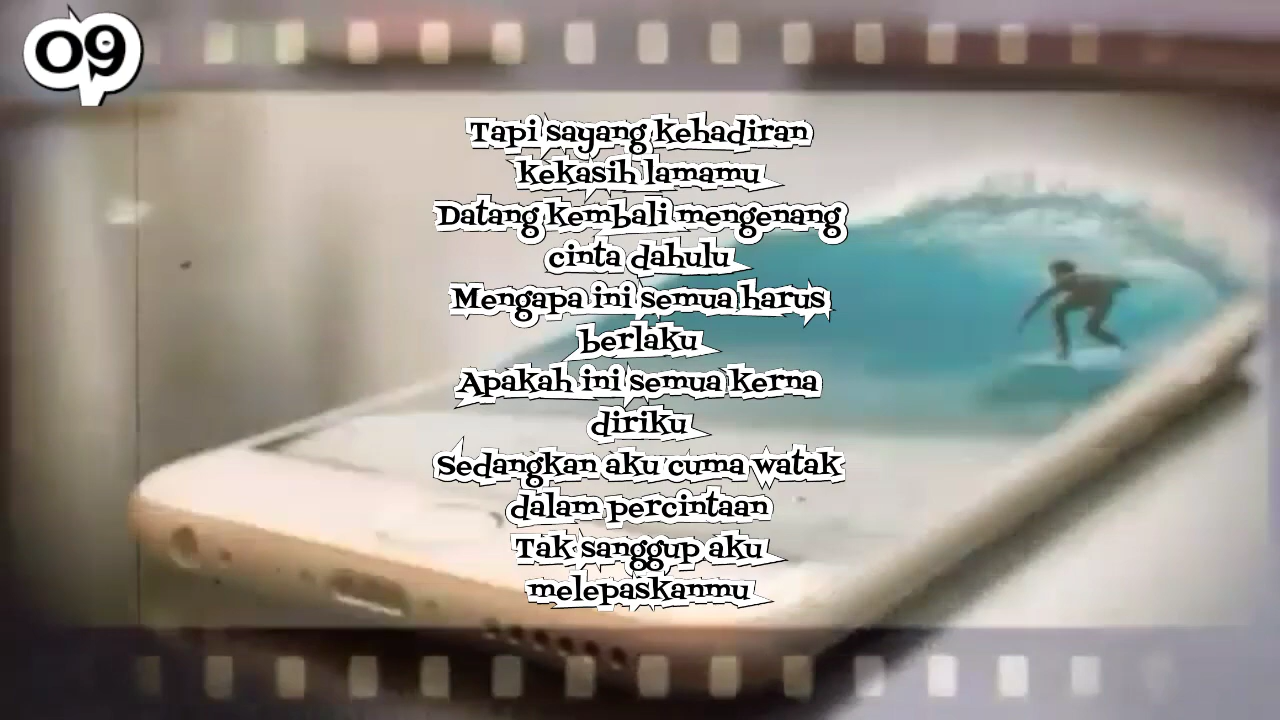 09
Tapi sayang kehadiran
kekasih lamamu
Datang kembali mengenang
cinta dahulu
Mengapa ini semua harus
berlaku
Apakah ini semua kerna
diriku
Sedangkan aku cuma watak
dalam percintaan
Tak sanggup aku
melepaskanmu